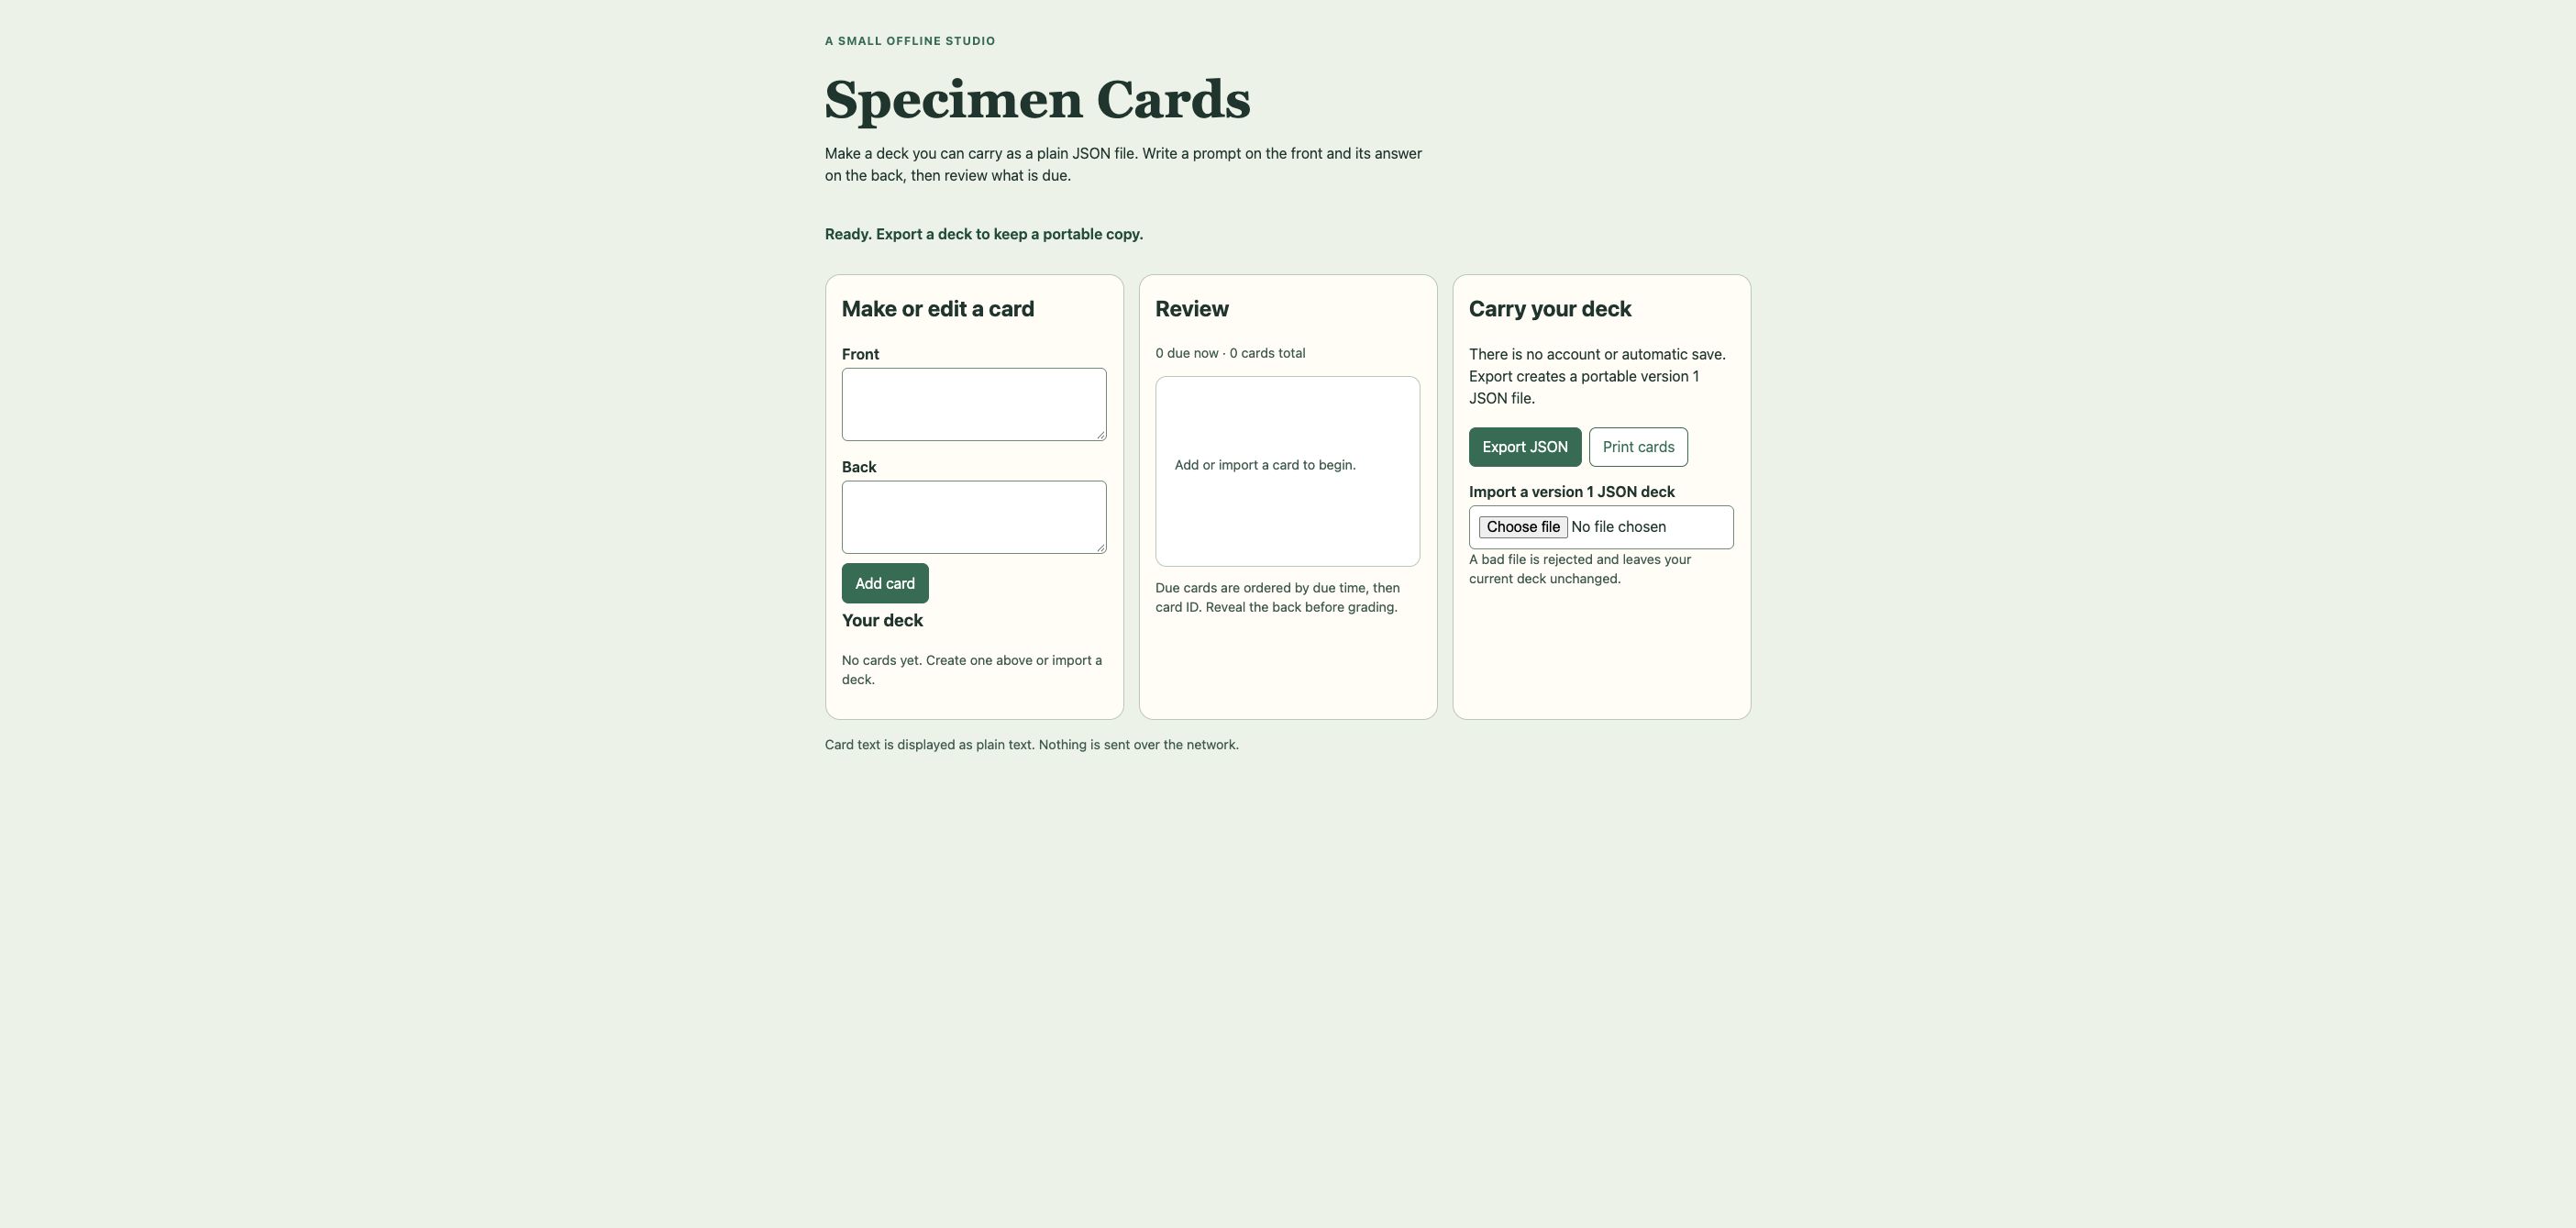 A SMALL OFFLINE STUDIO
Specimen Cards
Make a deck you can carry as a plain JSON file. Write a prompt on the front and its answer
on the back, then review what is due.
Ready. Export a deck to keep a portable copy.
Make or edit a card
Front
Back
Add card
Your deck
No cards yet. Create one above or import a
deck.
Review
0 due now · 0 cards total
Add or import a card to begin.
Due cards are ordered by due time, then
card ID. Reveal the back before grading.
Carry your deck
There is no account or automatic save.
Export creates a portable version 1
JSON file.
Export JSON
Print cards
Import a version 1 JSON deck
Choose file No file chosen
A bad file is rejected and leaves your
current deck unchanged.
Card text is displayed as plain text. Nothing is sent over the network.